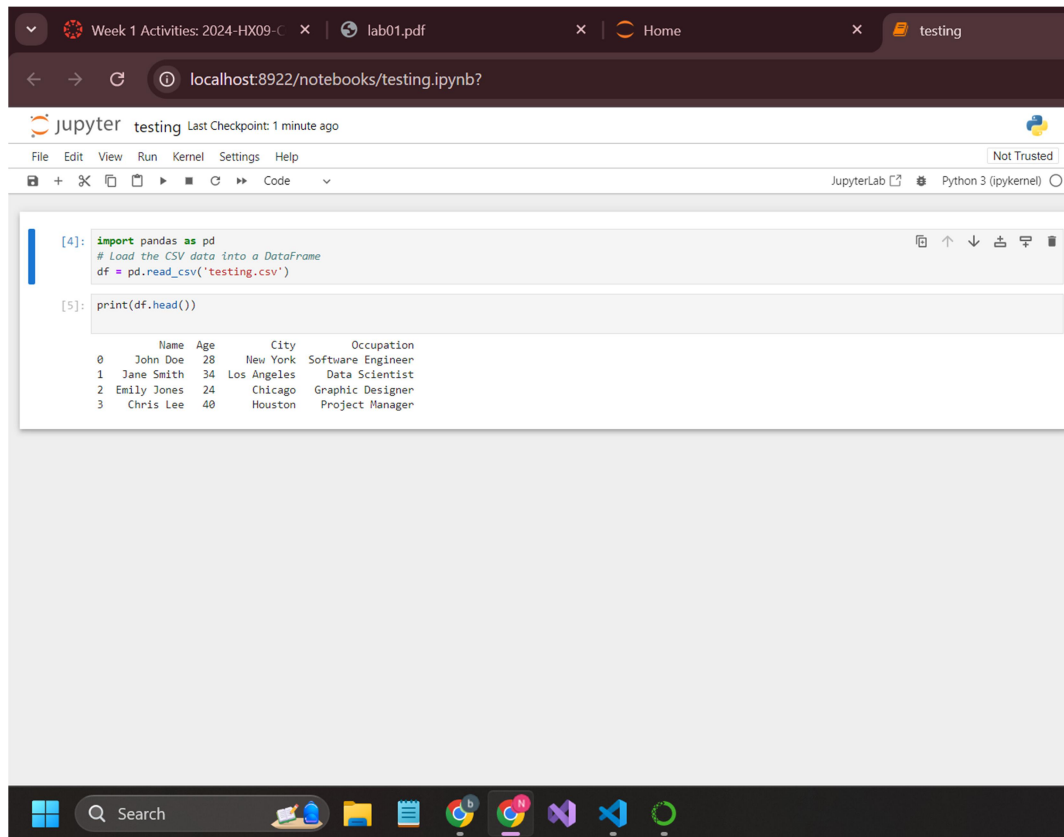 Week 1 Activities: 2024-HX09-C
lab01.pdf
Home
testing
localhost:8922/notebooks/testing.ipynb?
jupyter testing Last Checkpoint: 1 minute ago
File Edit View Run Kernel Settings Help
Not Trusted
Code
JupyterLab
Python 3 (ipykernel)
[4]: import pandas as pd
# Load the CSV data into a DataFrame
df = pd.read_csv('testing.csv')
[5]: print(df.head())
Name Age City Occupation
0 John Doe 28 New York Software Engineer
1 Jane Smith 34 Los Angeles Data Scientist
2 Emily Jones 24 Chicago Graphic Designer
3 Chris Lee 40 Houston Project Manager
Search
b
N